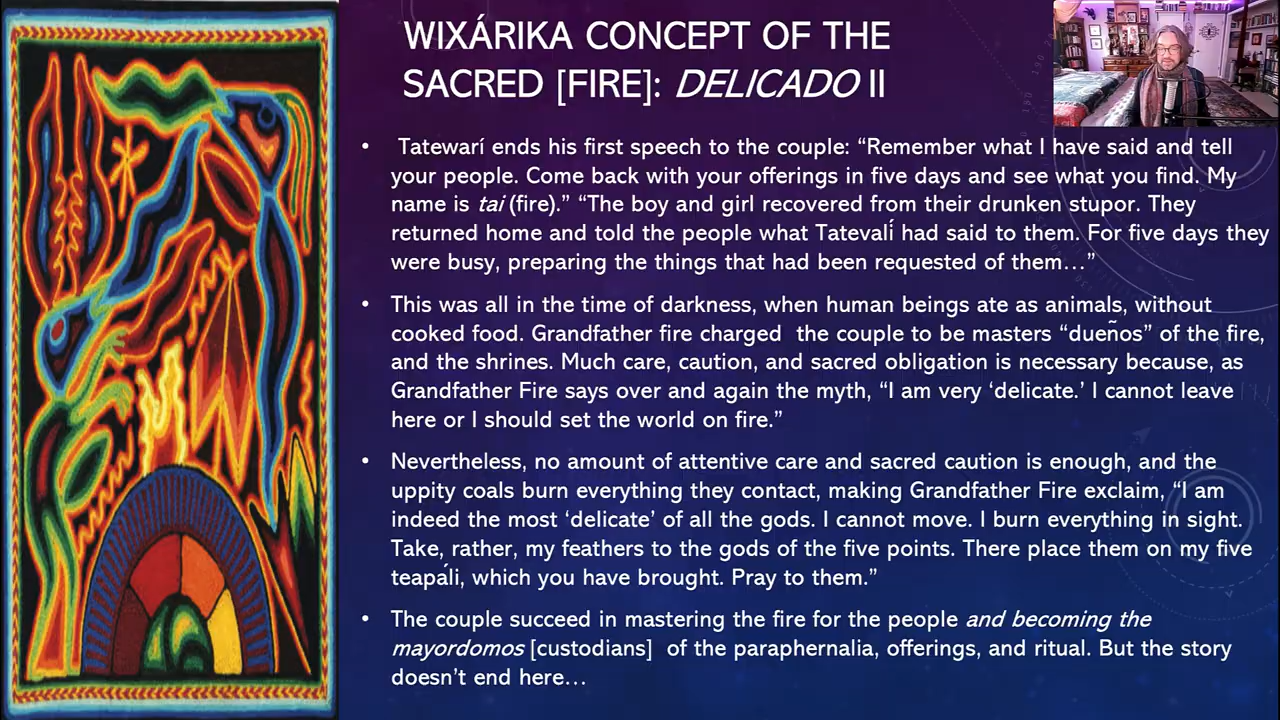 WIXÁRIKA CONCEPT OF THE
SACRED [FIRE]: DELICADO II
• Tatewarí ends his first speech to the couple: “Remember what I have said and tell
your people. Come back with your offerings in five days and see what you find. My
name is tai (fire).” “The boy and girl recovered from their drunken stupor. They
returned home and told the people what Tatevalí had said to them. For five days they
were busy, preparing the things that had been requested of them…”
• This was all in the time of darkness, when human beings ate as animals, without
cooked food. Grandfather fire charged the couple to be masters “dueños” of the fire,
and the shrines. Much care, caution, and sacred obligation is necessary because, as
Grandfather Fire says over and again the myth, “I am very ‘delicate.’ I cannot leave
here or I should set the world on fire.”
• Nevertheless, no amount of attentive care and sacred caution is enough, and the
uppity coals burn everything they contact, making Grandfather Fire exclaim, “I am
indeed the most ‘delicate’ of all the gods. I cannot move. I burn everything in sight.
Take, rather, my feathers to the gods of the five points. There place them on my five
teapáli, which you have brought. Pray to them.”
• The couple succeed in mastering the fire for the people and becoming the
mayordomos [custodians] of the paraphernalia, offerings, and ritual. But the story
doesn’t end here…